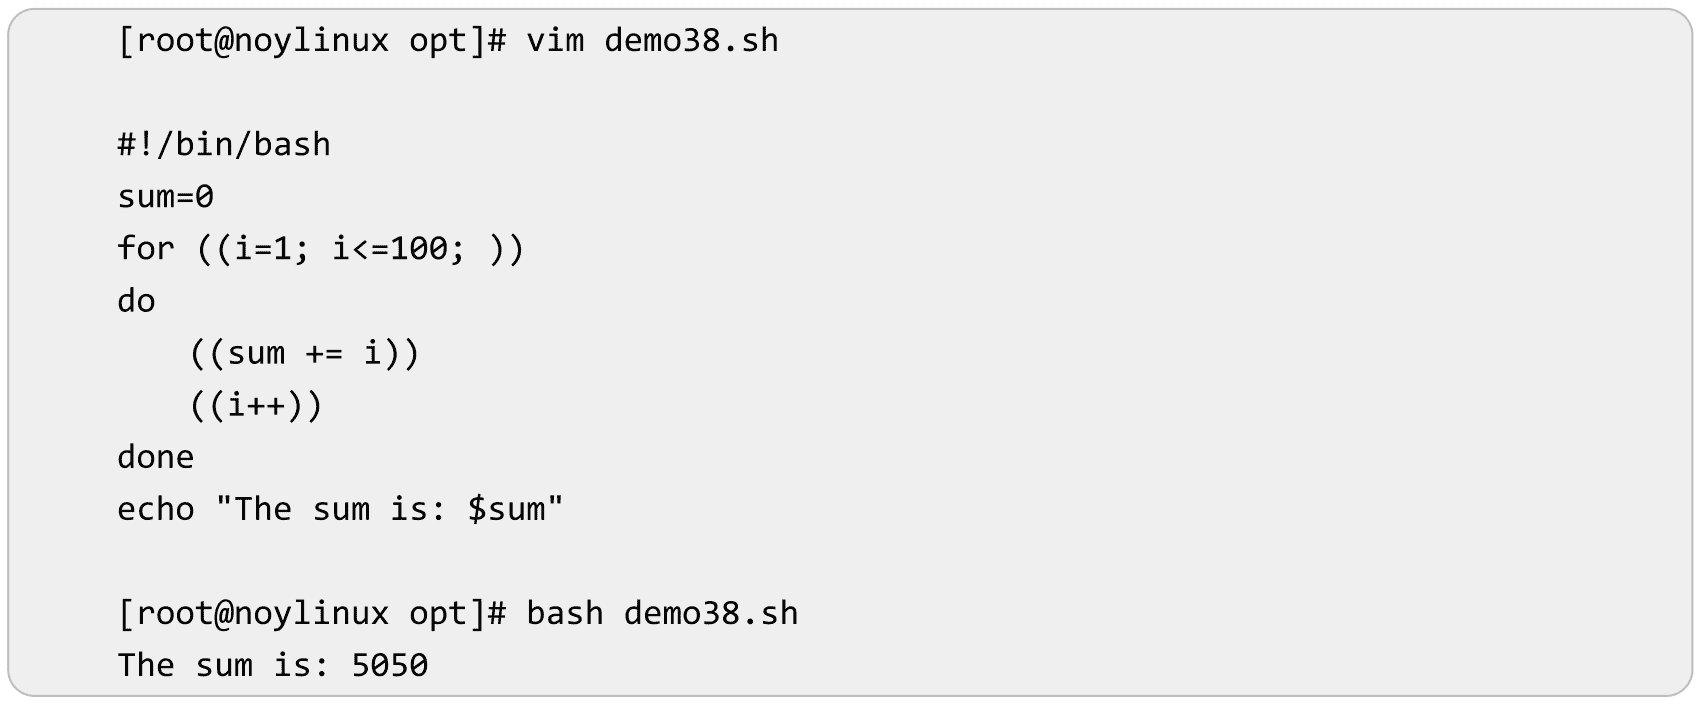 [root@noylinux opt]# vim demo38.sh
#!/bin/bash
sum=0
for ((i=1; i<=100; ))
do
    ((sum += i))
    ((i++))
done
echo "The sum is: $sum"
[root@noylinux opt]# bash demo38.sh
The sum is: 5050